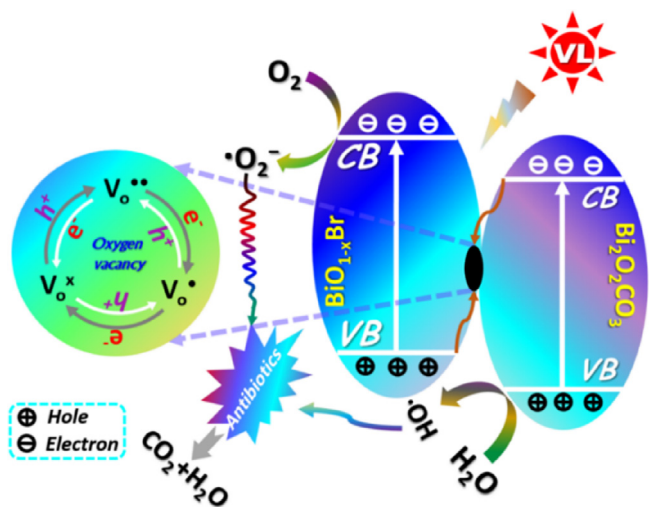 VL
O₂
·O₂⁻
CB
BiO₁₋ₓBr
VB
CB
Bi₂O₂CO₃
VB
Vₒ••
h⁺
e⁻
e⁻
h⁺
Oxygen
vacancy
Vₒˣ
Vₒ•
h⁺
e⁻
Antibiotics
·OH
H₂O
CO₂+H₂O
⊕ Hole
⊖ Electron